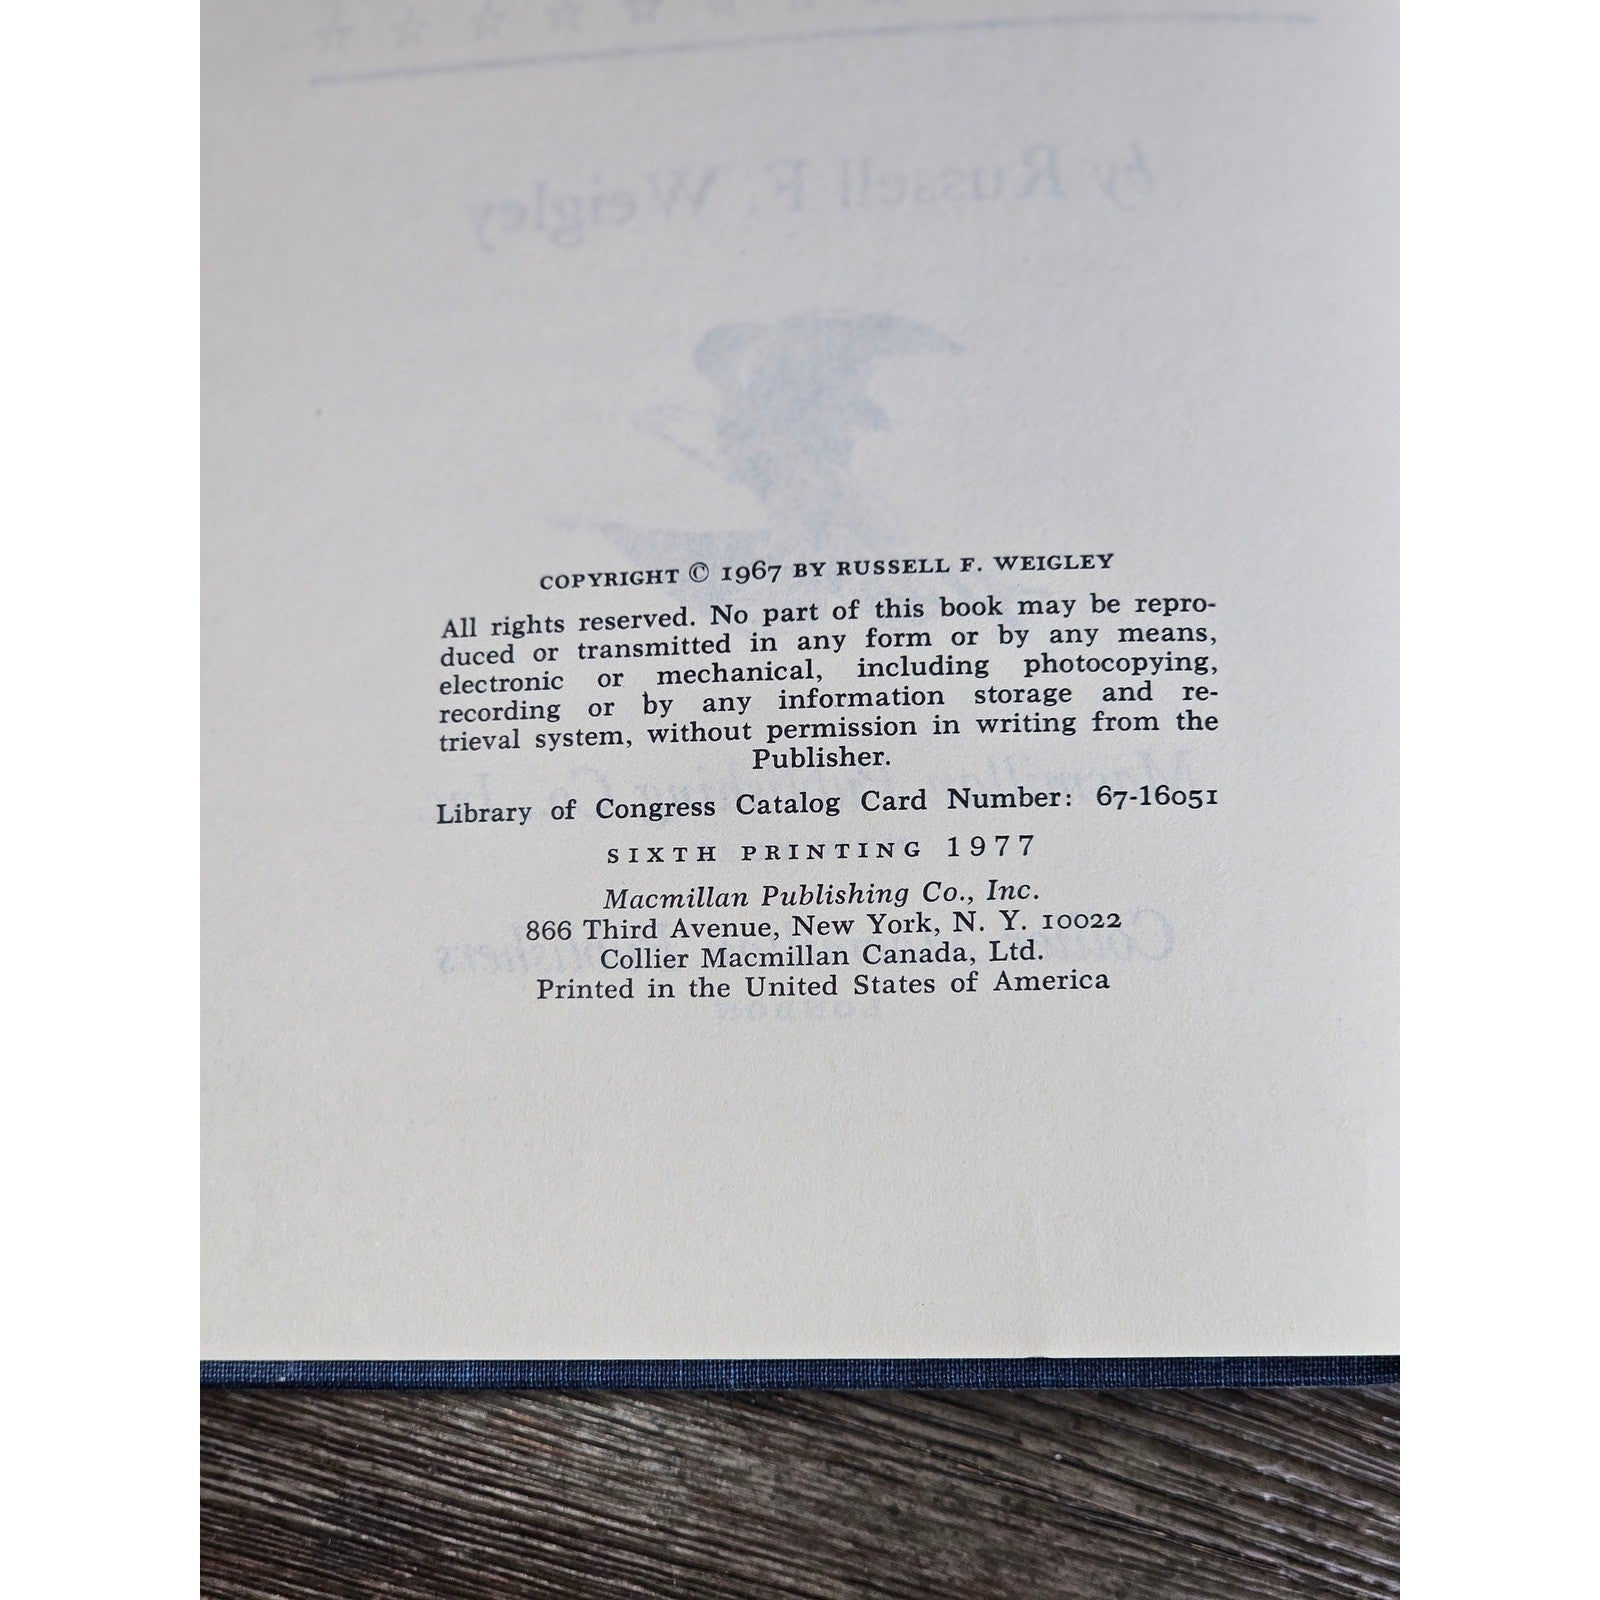 by Russell F. Weigley
COPYRIGHT © 1967 BY RUSSELL F. WEIGLEY
All rights reserved. No part of this book may be repro-
duced or transmitted in any form or by any means,
electronic or mechanical, including photocopying,
recording or by any information storage and re-
trieval system, without permission in writing from the
Publisher.
Library of Congress Catalog Card Number: 67-16051
SIXTH PRINTING 1977
Macmillan Publishing Co., Inc.
866 Third Avenue, New York, N. Y. 10022
Collier Macmillan Canada, Ltd.
Printed in the United States of America
LONDON